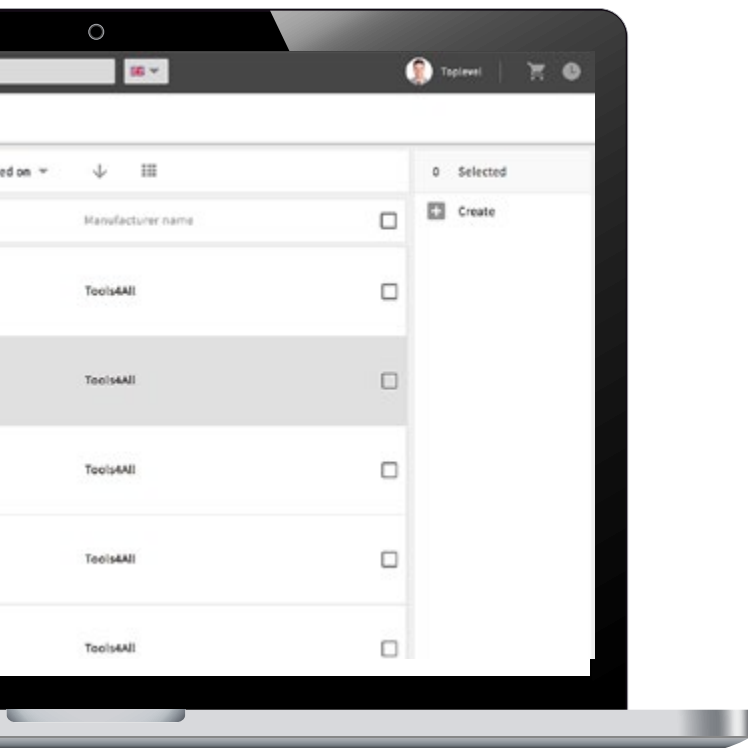 Toplevel
ed on
0 Selected
Manufacturer name
Create
Tools4All
Tools4All
Tools4All
Tools4All
Tools4All